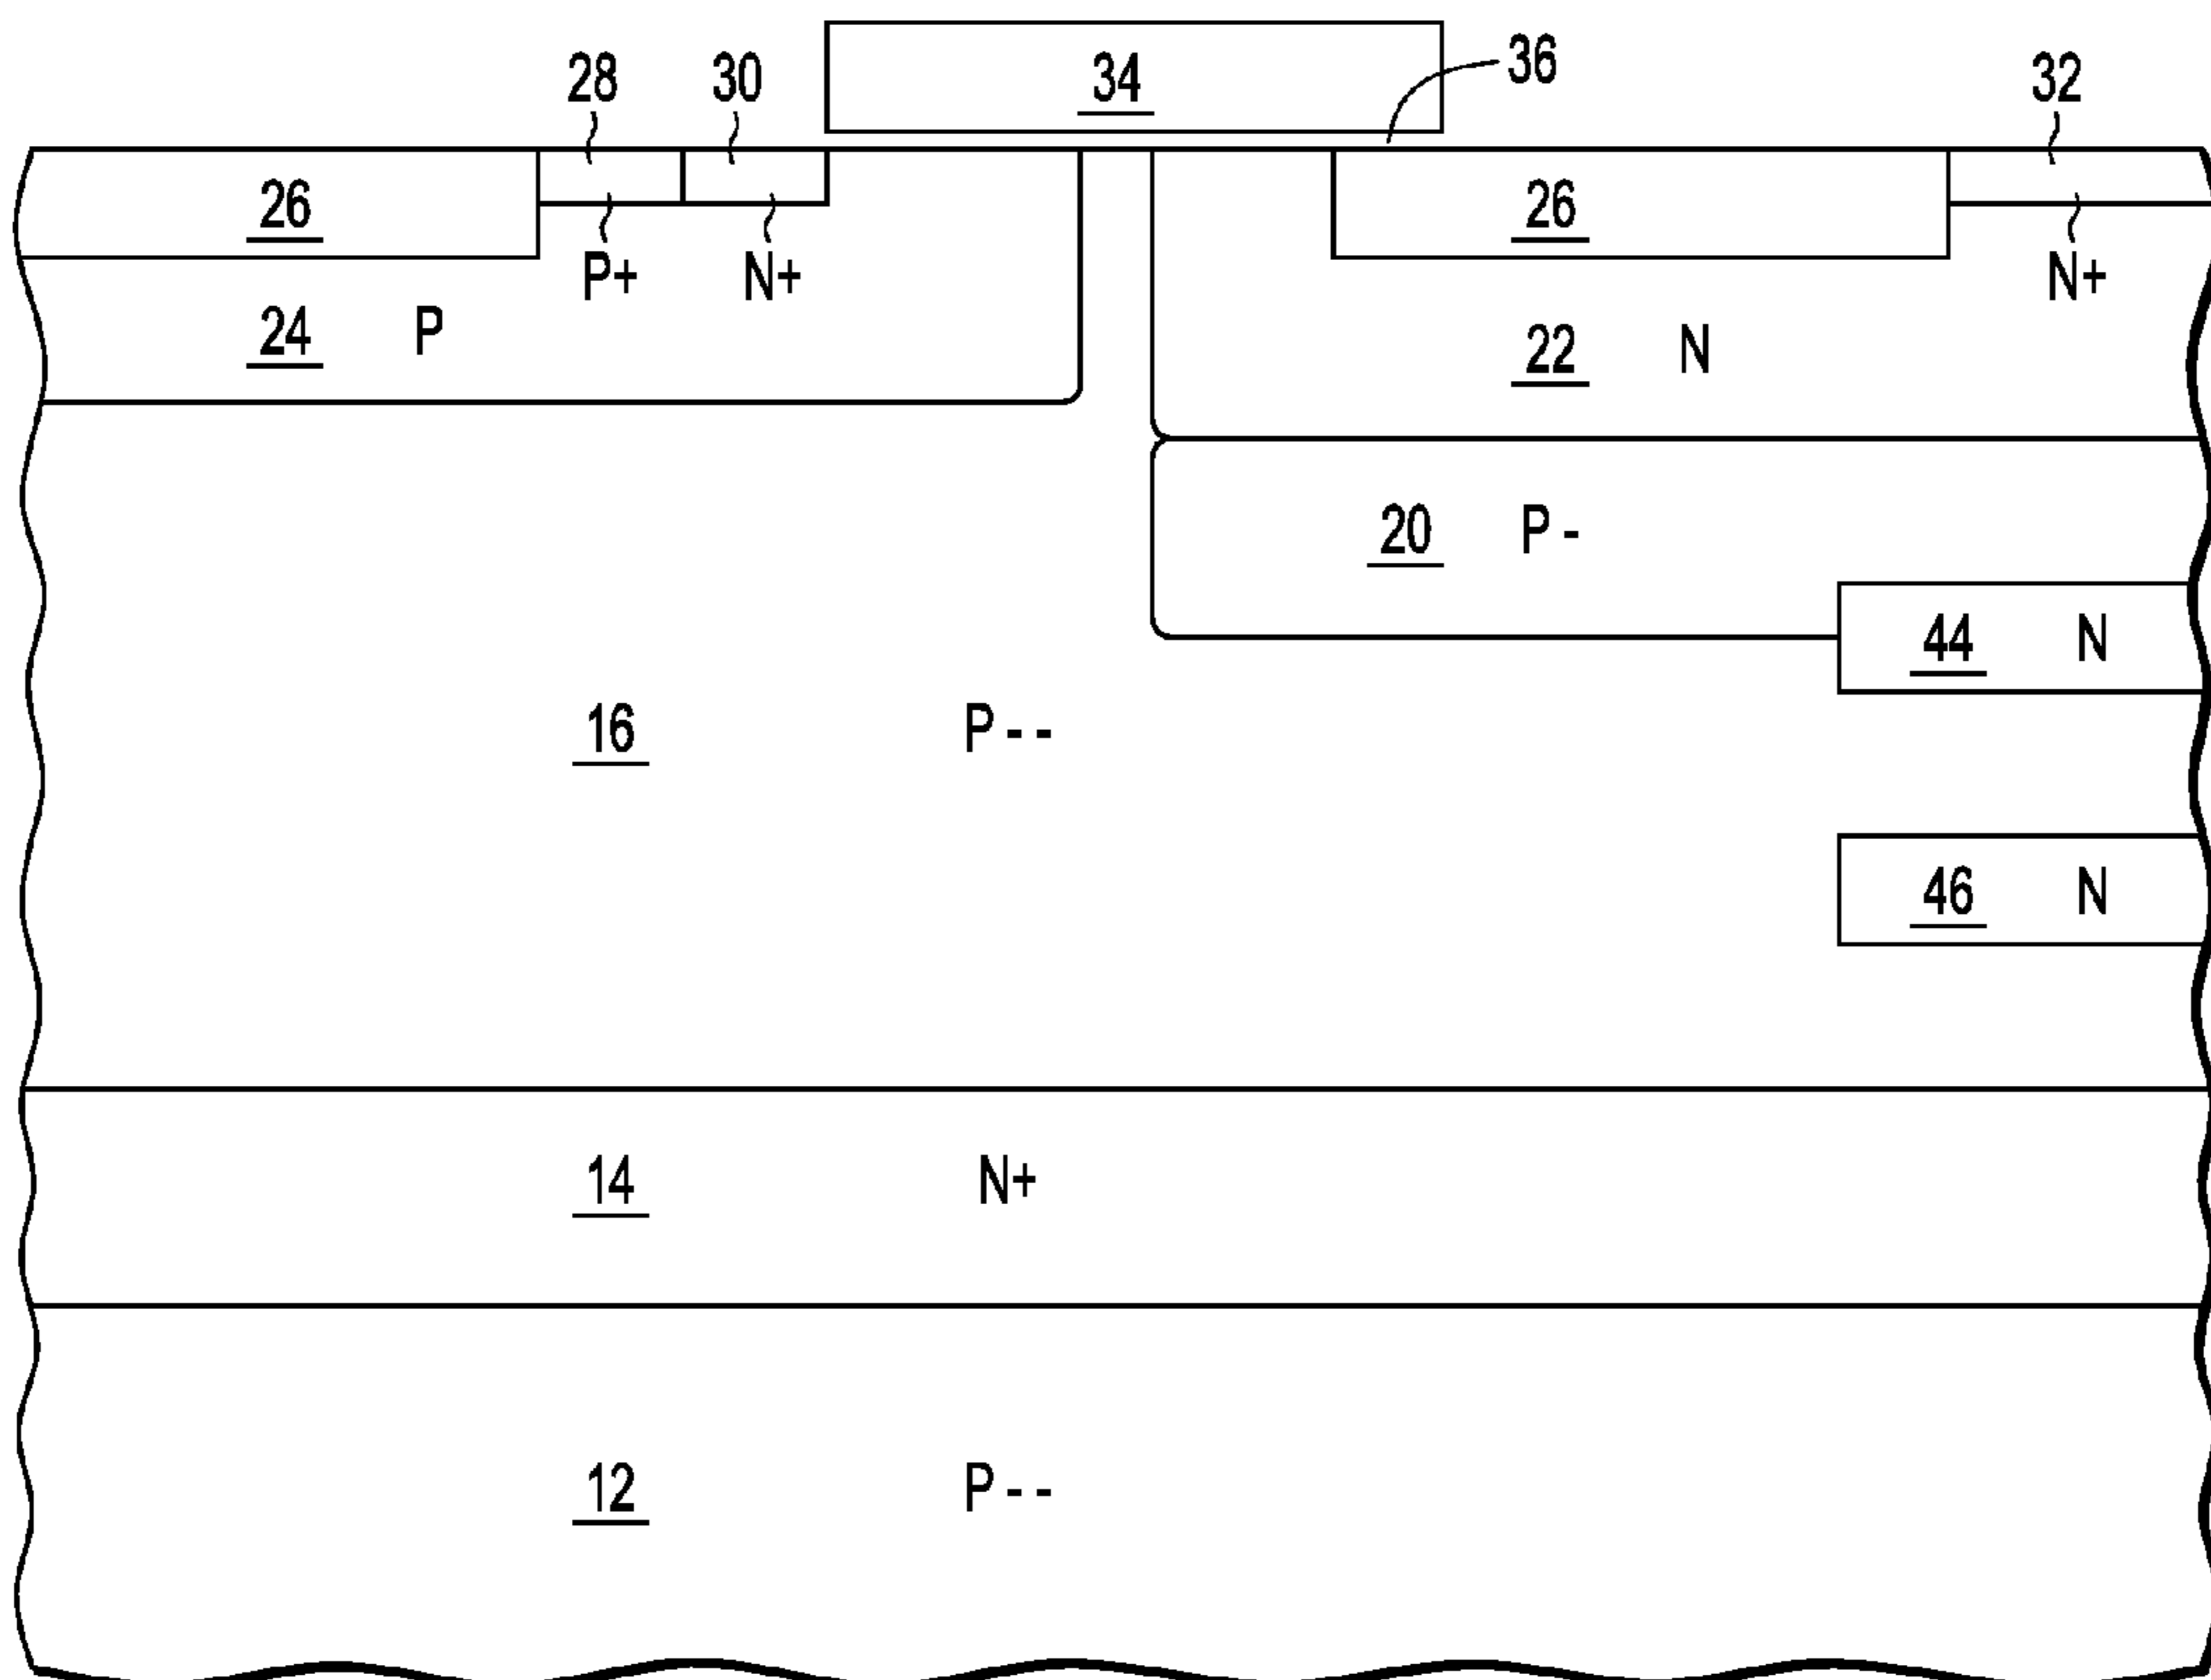 36
34
28 30 32
26 26
P+ N+ N+
24 P
22 N
20 P-
44 N
16 P--
46 N
14 N+
12 P--